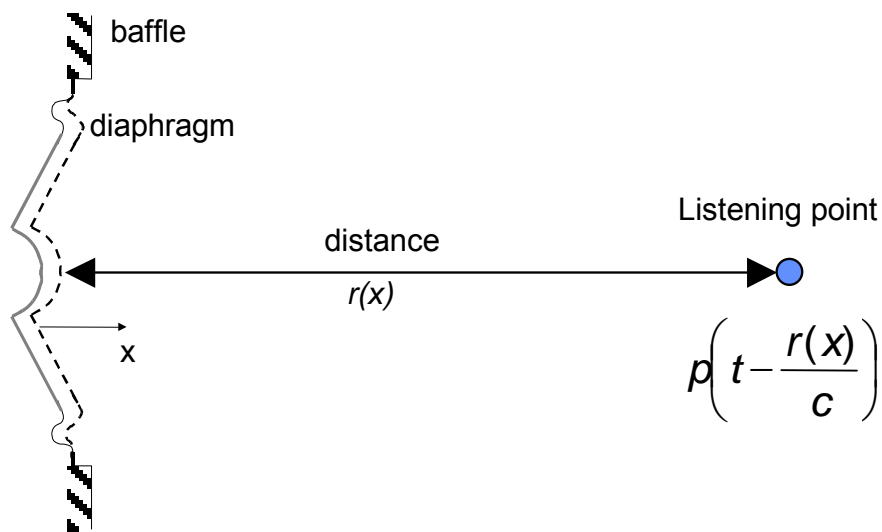 baffle
diaphragm
Listening point
distance
r(x)
x
p(t - r(x)/c)